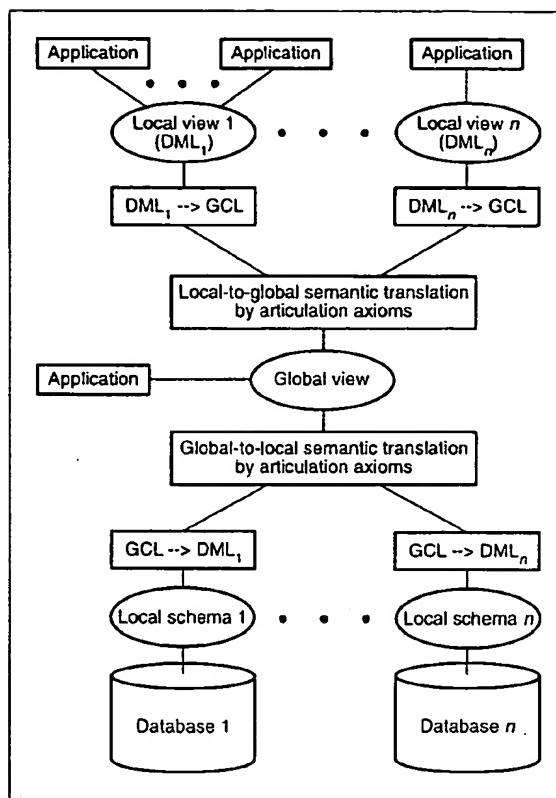 Application Application Application
Local view 1 Local view n
(DML1) (DMLn)
DML1 --> GCL DMLn --> GCL
Local-to-global semantic translation
by articulation axioms
Application Global view
Global-to-local semantic translation
by articulation axioms
GCL --> DML1 GCL --> DMLn
Local schema 1 Local schema n
Database 1 Database n